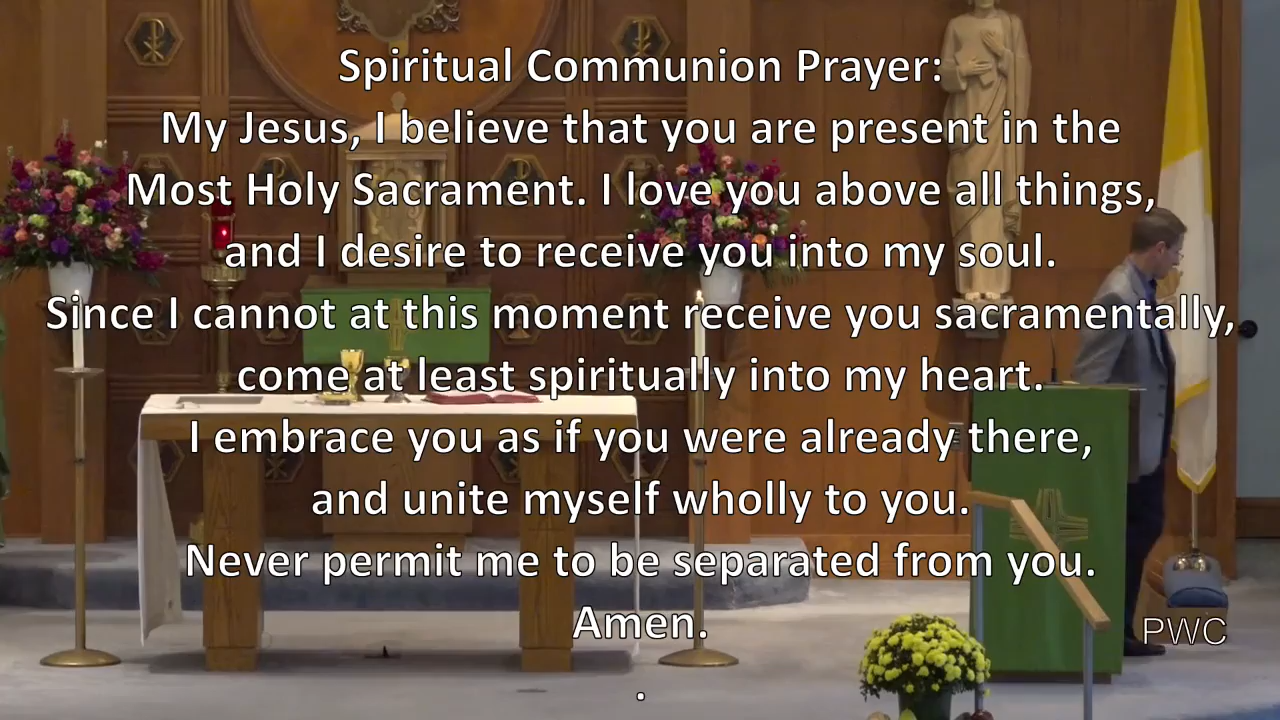 Spiritual Communion Prayer:
My Jesus, I believe that you are present in the
Most Holy Sacrament. I love you above all things,
and I desire to receive you into my soul.
Since I cannot at this moment receive you sacramentally,
come at least spiritually into my heart.
I embrace you as if you were already there,
and unite myself wholly to you.
Never permit me to be separated from you.
Amen.
PWC
.